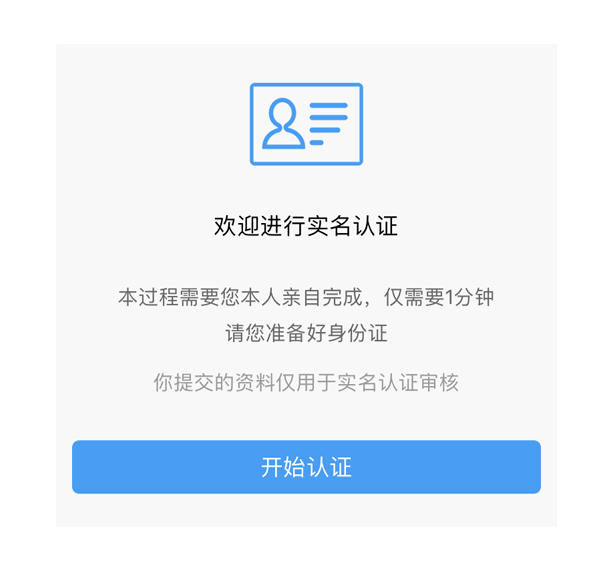 欢迎进行实名认证
本过程需要您本人亲自完成，仅需要1分钟
请您准备好身份证
你提交的资料仅用于实名认证审核
开始认证